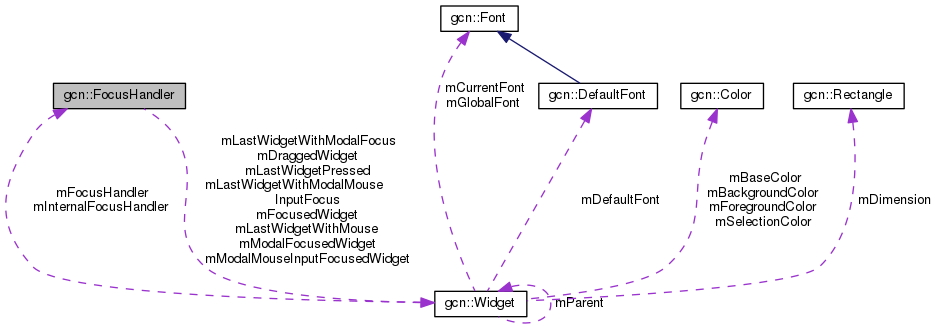 gcn::Font
mCurrentFont
mGlobalFont
gcn::FocusHandler
gcn::DefaultFont
gcn::Color
gcn::Rectangle
mFocusHandler
mInternalFocusHandler
mLastWidgetWithModalFocus
mDraggedWidget
mLastWidgetPressed
mLastWidgetWithModalMouse
InputFocus
mFocusedWidget
mLastWidgetWithMouse
mModalFocusedWidget
mModalMouseInputFocusedWidget
mDefaultFont
mBaseColor
mBackgroundColor
mForegroundColor
mSelectionColor
mDimension
gcn::Widget
mParent